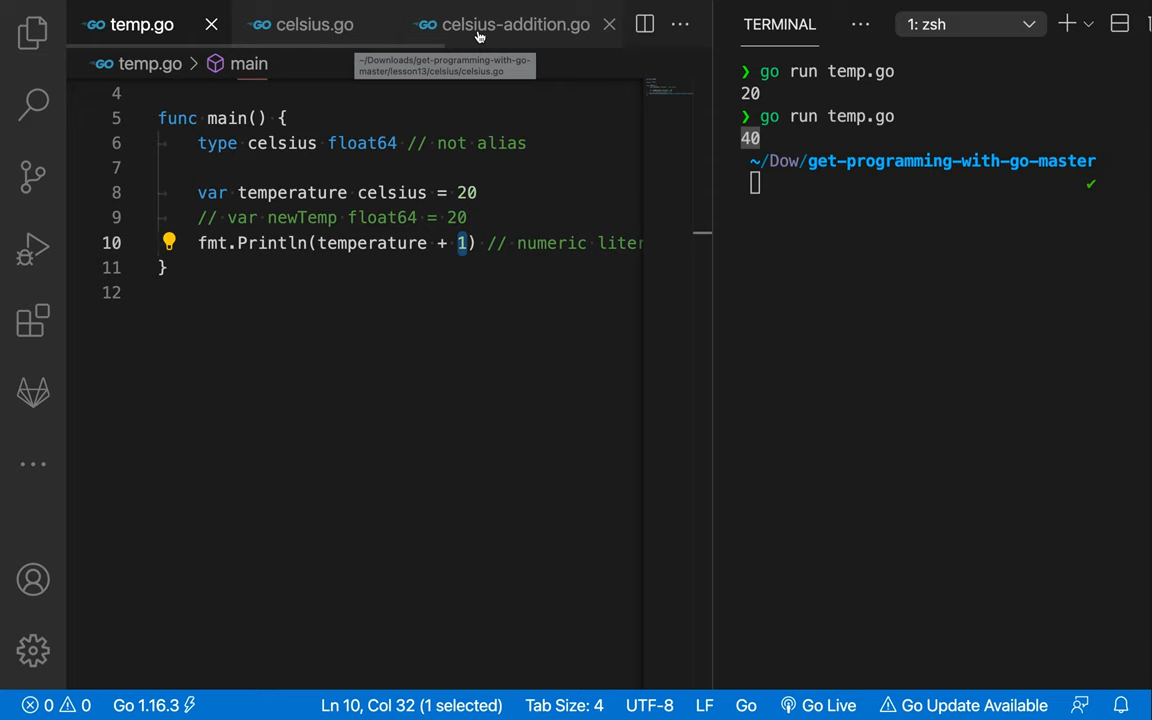 temp.go
celsius.go
celsius-addition.go
TERMINAL
1: zsh
temp.go > main
~/Downloads/get-programming-with-go-
master/lesson13/celsius/celsius.go
4
5 func main() {
6 type celsius float64 // not alias
7
8 var temperature celsius = 20
9 // var newTemp float64 = 20
10 fmt.Println(temperature + 1) // numeric liter
11 }
12
❯ go run temp.go
20
❯ go run temp.go
40
~/Dow/get-programming-with-go-master
✔
0 0 Go 1.16.3 Ln 10, Col 32 (1 selected) Tab Size: 4 UTF-8 LF Go Go Live Go Update Available